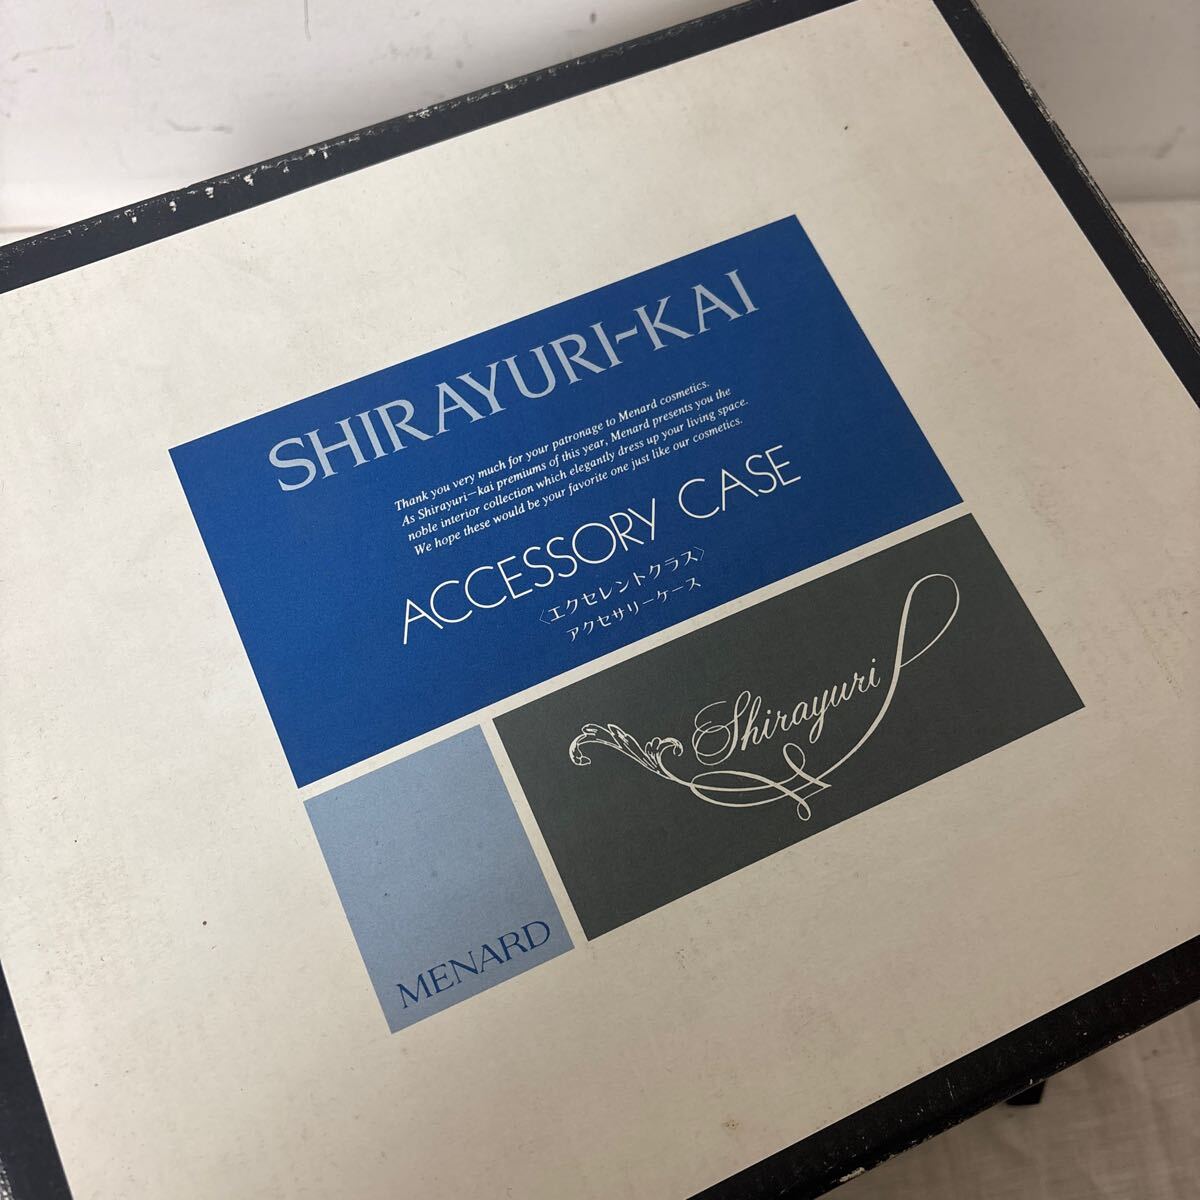 SHIRAYURI-KAI
Thank you very much for your patronage to Menard cosmetics.
As Shirayuri-kai premiums of this year, Menard presents you the
noble interior collection which elegantly dress up your living space.
We hope these would be your favorite one just like our cosmetics.
ACCESSORY CASE
〈エクセレントクラス〉
アクセサリーケース
Shirayuri
MENARD